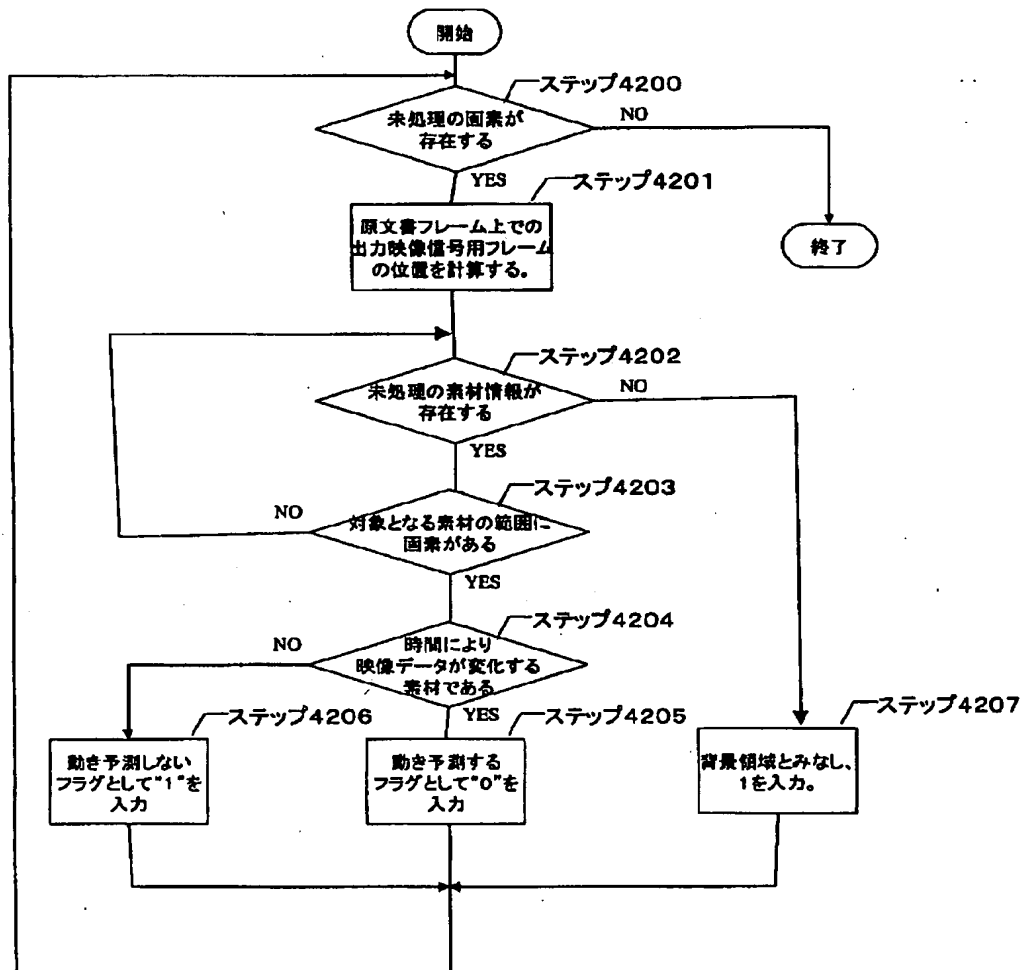 開始
ステップ4200
未処理の画素が
存在する
NO
YES
ステップ4201
原文書フレーム上での
出力映像信号用フレーム
の位置を計算する。
終了
ステップ4202
未処理の素材情報が
存在する
NO
YES
ステップ4203
対象となる素材の範囲に
画素がある
NO
YES
ステップ4204
時間により
映像データが変化する
素材である
NO
YES
ステップ4206
動き予測しない
フラグとして"1"を
入力
ステップ4205
動き予測する
フラグとして"0"を
入力
ステップ4207
背景領域とみなし、
1を入力。